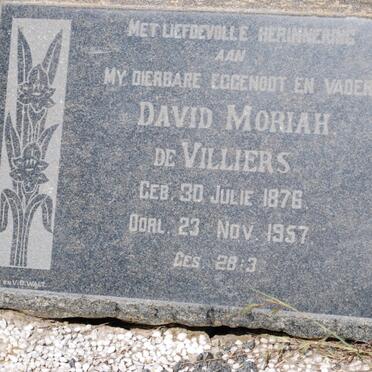 MET LIEFDEVOLLE HERINNERING
AAN
MY DIERBARE EGGENOOT EN VADER
DAVID MORIAH
DE VILLIERS
GEB. 30 JULIE 1876.
OORL. 23 NOV. 1957
GES. 28:3